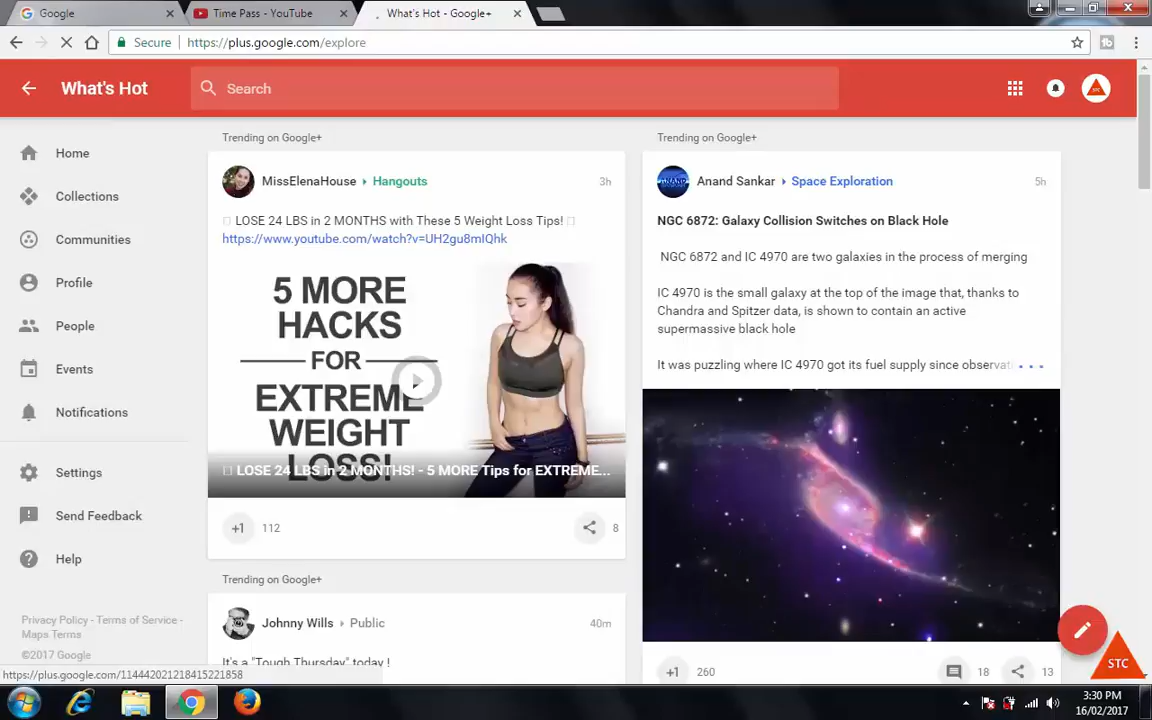 Google
Time Pass - YouTube
What's Hot - Google+
Secure
https://plus.google.com/explore
What's Hot
Search
STC
Home
Collections
Communities
Profile
People
Events
Notifications
Settings
Send Feedback
Help
Privacy Policy - Terms of Service -
Maps Terms
©2017 Google
Trending on Google+
MissElenaHouse
Hangouts
3h
LOSE 24 LBS in 2 MONTHS with These 5 Weight Loss Tips!
https://www.youtube.com/watch?v=UH2gu8mIQhk
5 MORE
HACKS
FOR
EXTREME
WEIGHT
LOSS!
LOSE 24 LBS in 2 MONTHS! - 5 MORE Tips for EXTREME...
+1 112
8
Trending on Google+
Johnny Wills
Public
40m
It's a "Tough Thursday" today !
Trending on Google+
ANAND
Anand Sankar
Space Exploration
5h
NGC 6872: Galaxy Collision Switches on Black Hole
NGC 6872 and IC 4970 are two galaxies in the process of merging
IC 4970 is the small galaxy at the top of the image that, thanks to
Chandra and Spitzer data, is shown to contain an active
supermassive black hole
It was puzzling where IC 4970 got its fuel supply since observati...
+1 260
18
13
STC
https://plus.google.com/114442021218415221858
3:30 PM
16/02/2017